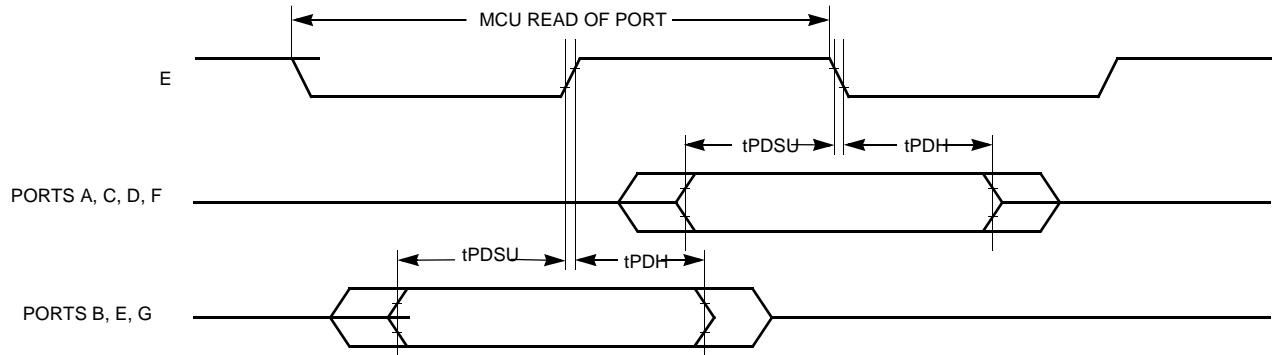 MCU READ OF PORT
E
tPDSU tPDH
PORTS A, C, D, F
tPDSU tPDH
PORTS B, E, G